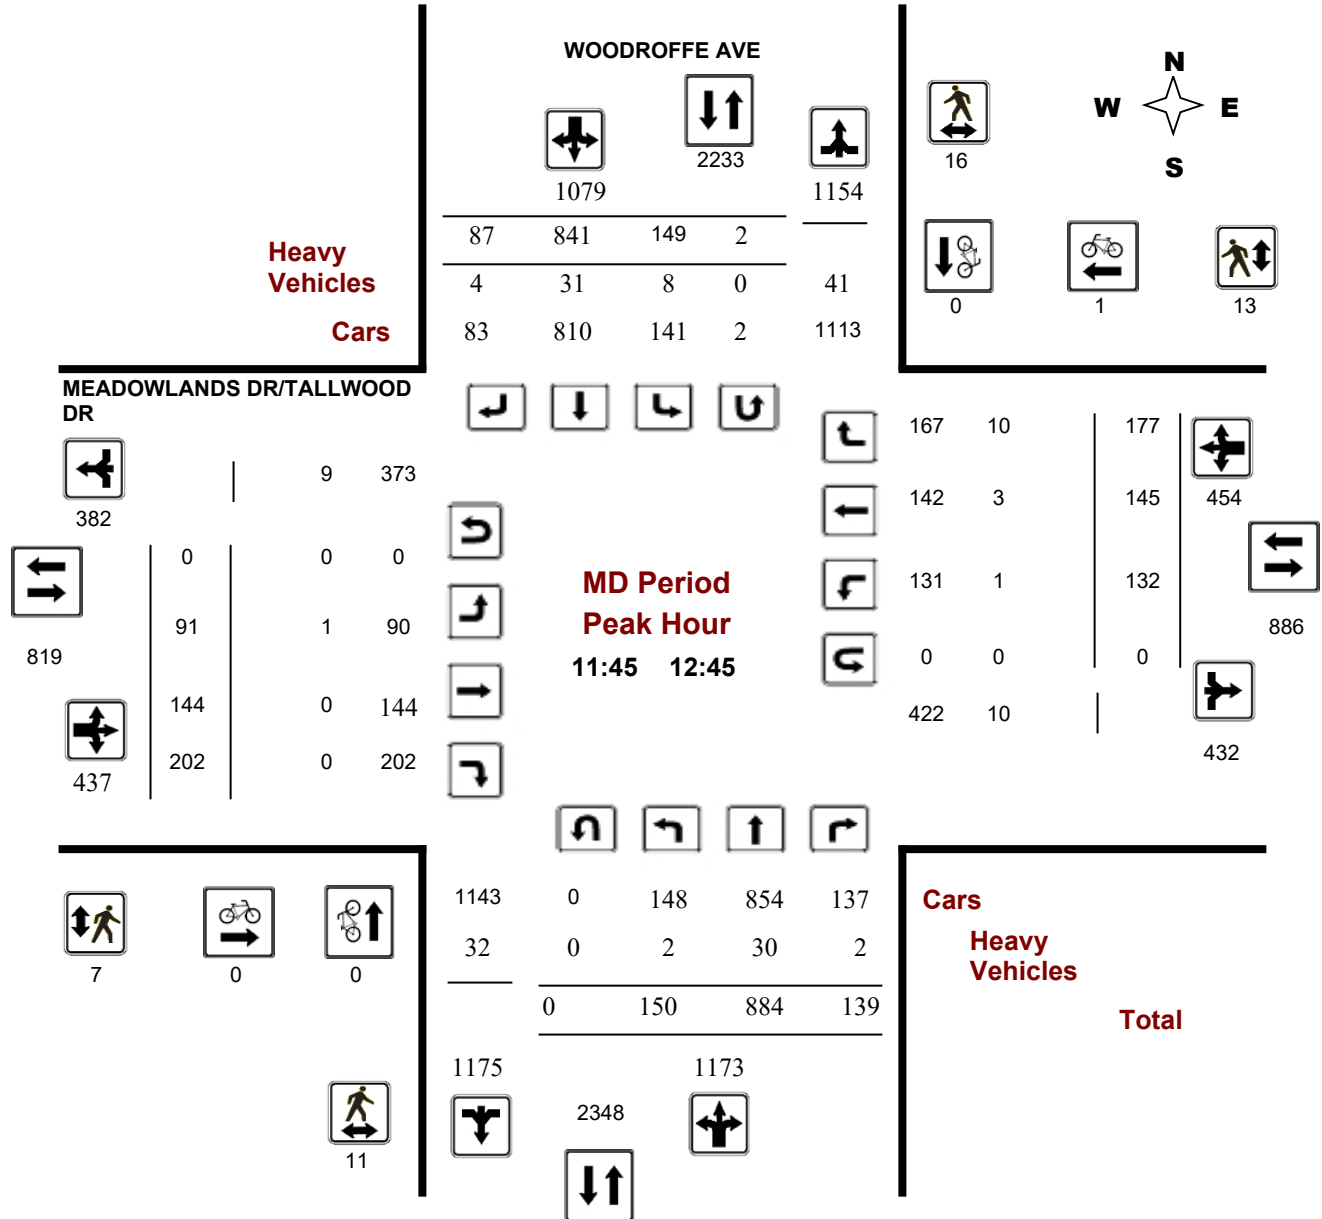 WOODROFFE AVE
N
W E
S
2233
16
1079 1154
87 841 149 2
Heavy
Vehicles
4 31 8 0 41
0 1 13
Cars
83 810 141 2 1113
MEADOWLANDS DR/TALLWOOD
DR
167 10 177
9 373
382
142 3 145 454
0 0 0
MD Period
131 1 132
Peak Hour
91 1 90
886
819
11:45 12:45
0 0 0
144 0 144
422 10
202 0 202
432
437
1143 0 148 854 137
Cars
32 0 2 30 2
Heavy
Vehicles
7 0 0
0 150 884 139
Total
1175 1173
2348
11